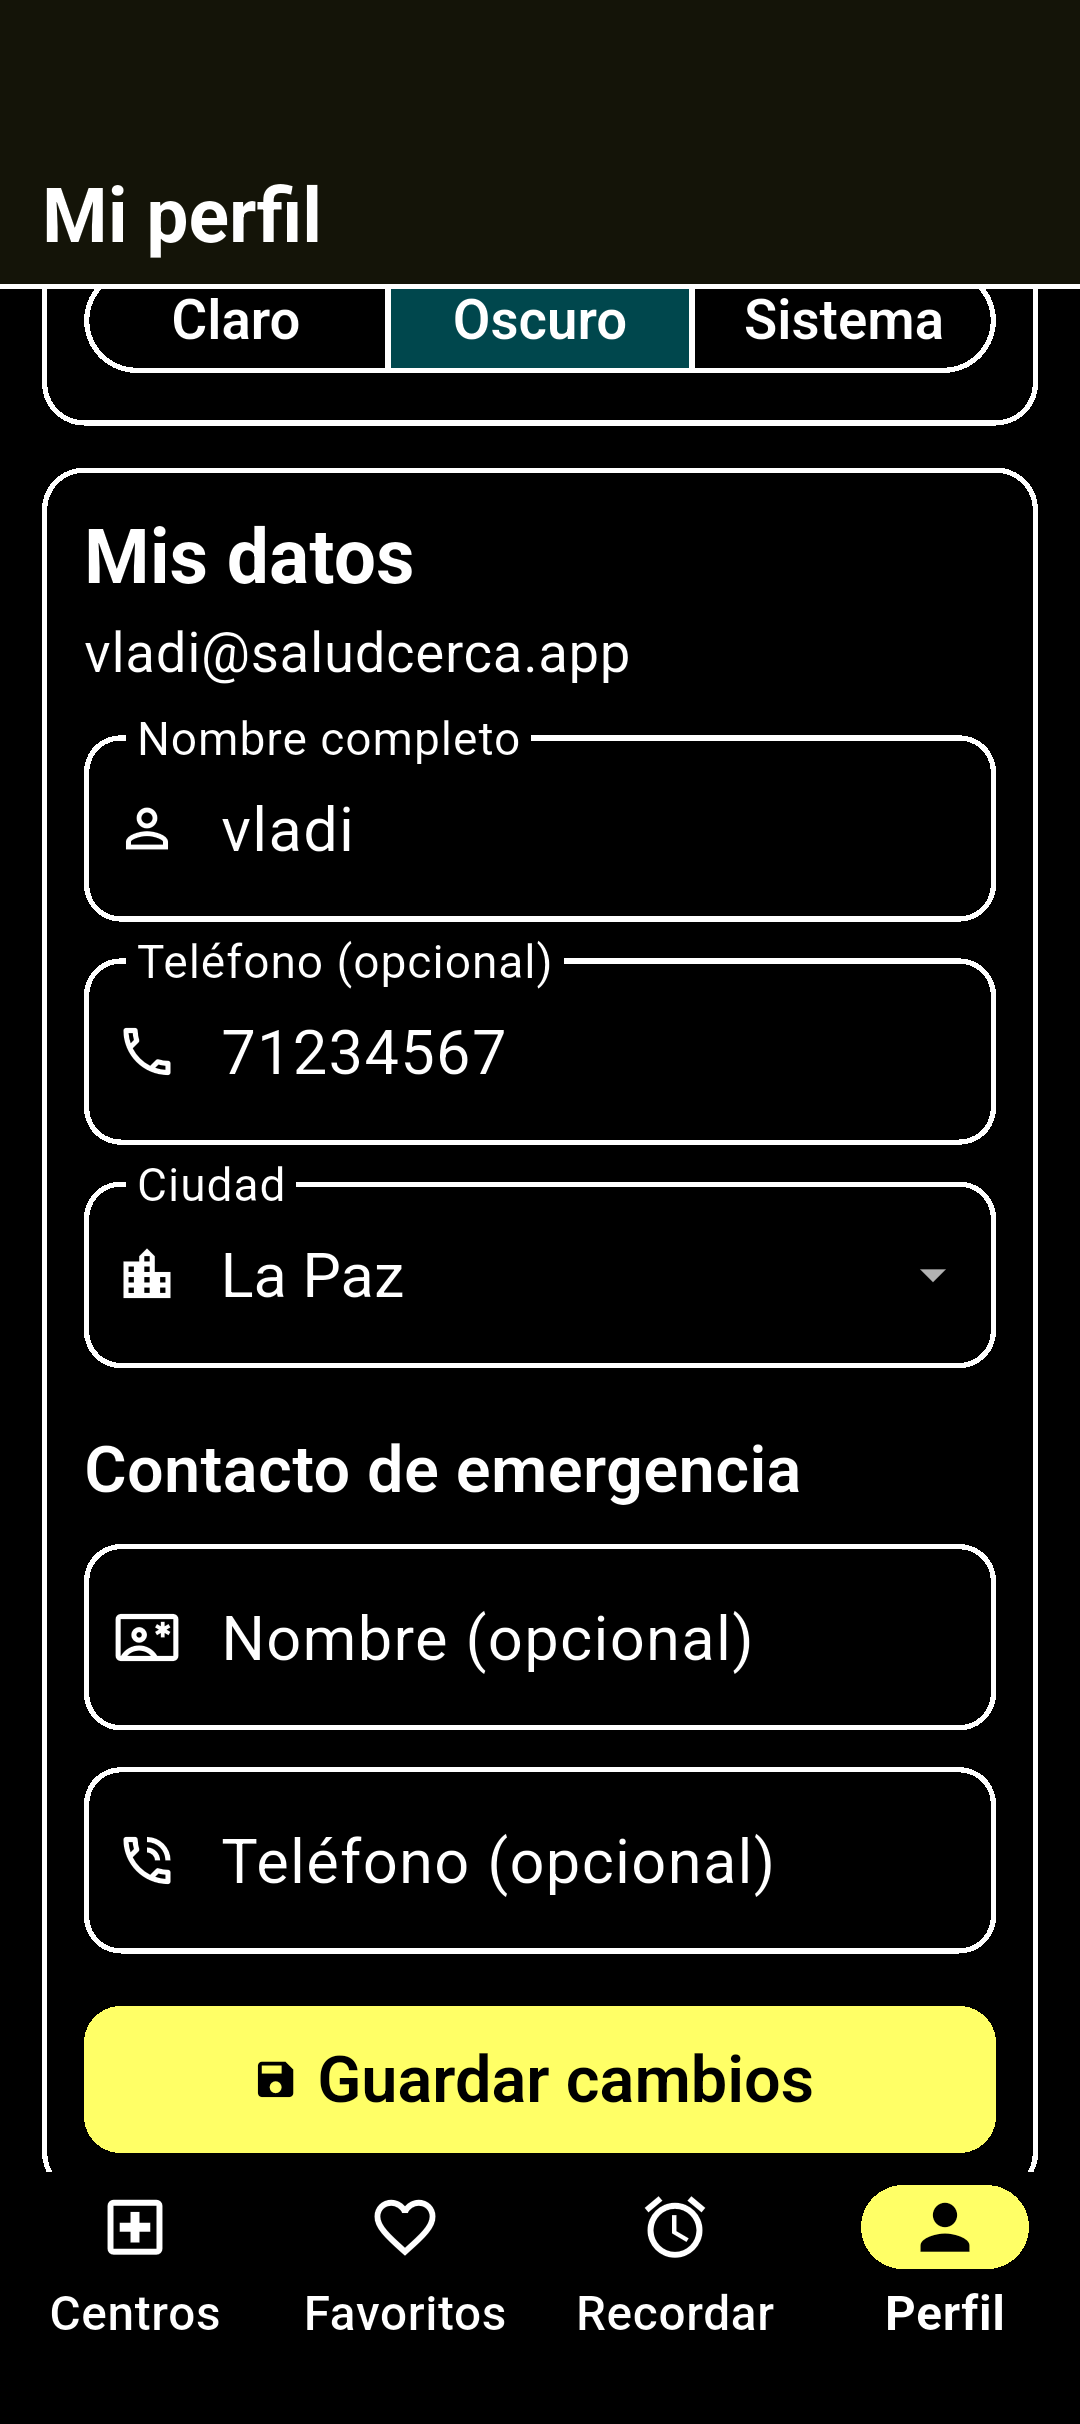 Mi perfil
Claro
Oscuro
Sistema
Mis datos
vladi@saludcerca.app
Nombre completo
vladi
Teléfono (opcional)
71234567
Ciudad
La Paz
Contacto de emergencia
Nombre (opcional)
Teléfono (opcional)
Guardar cambios
Centros
Favoritos
Recordar
Perfil